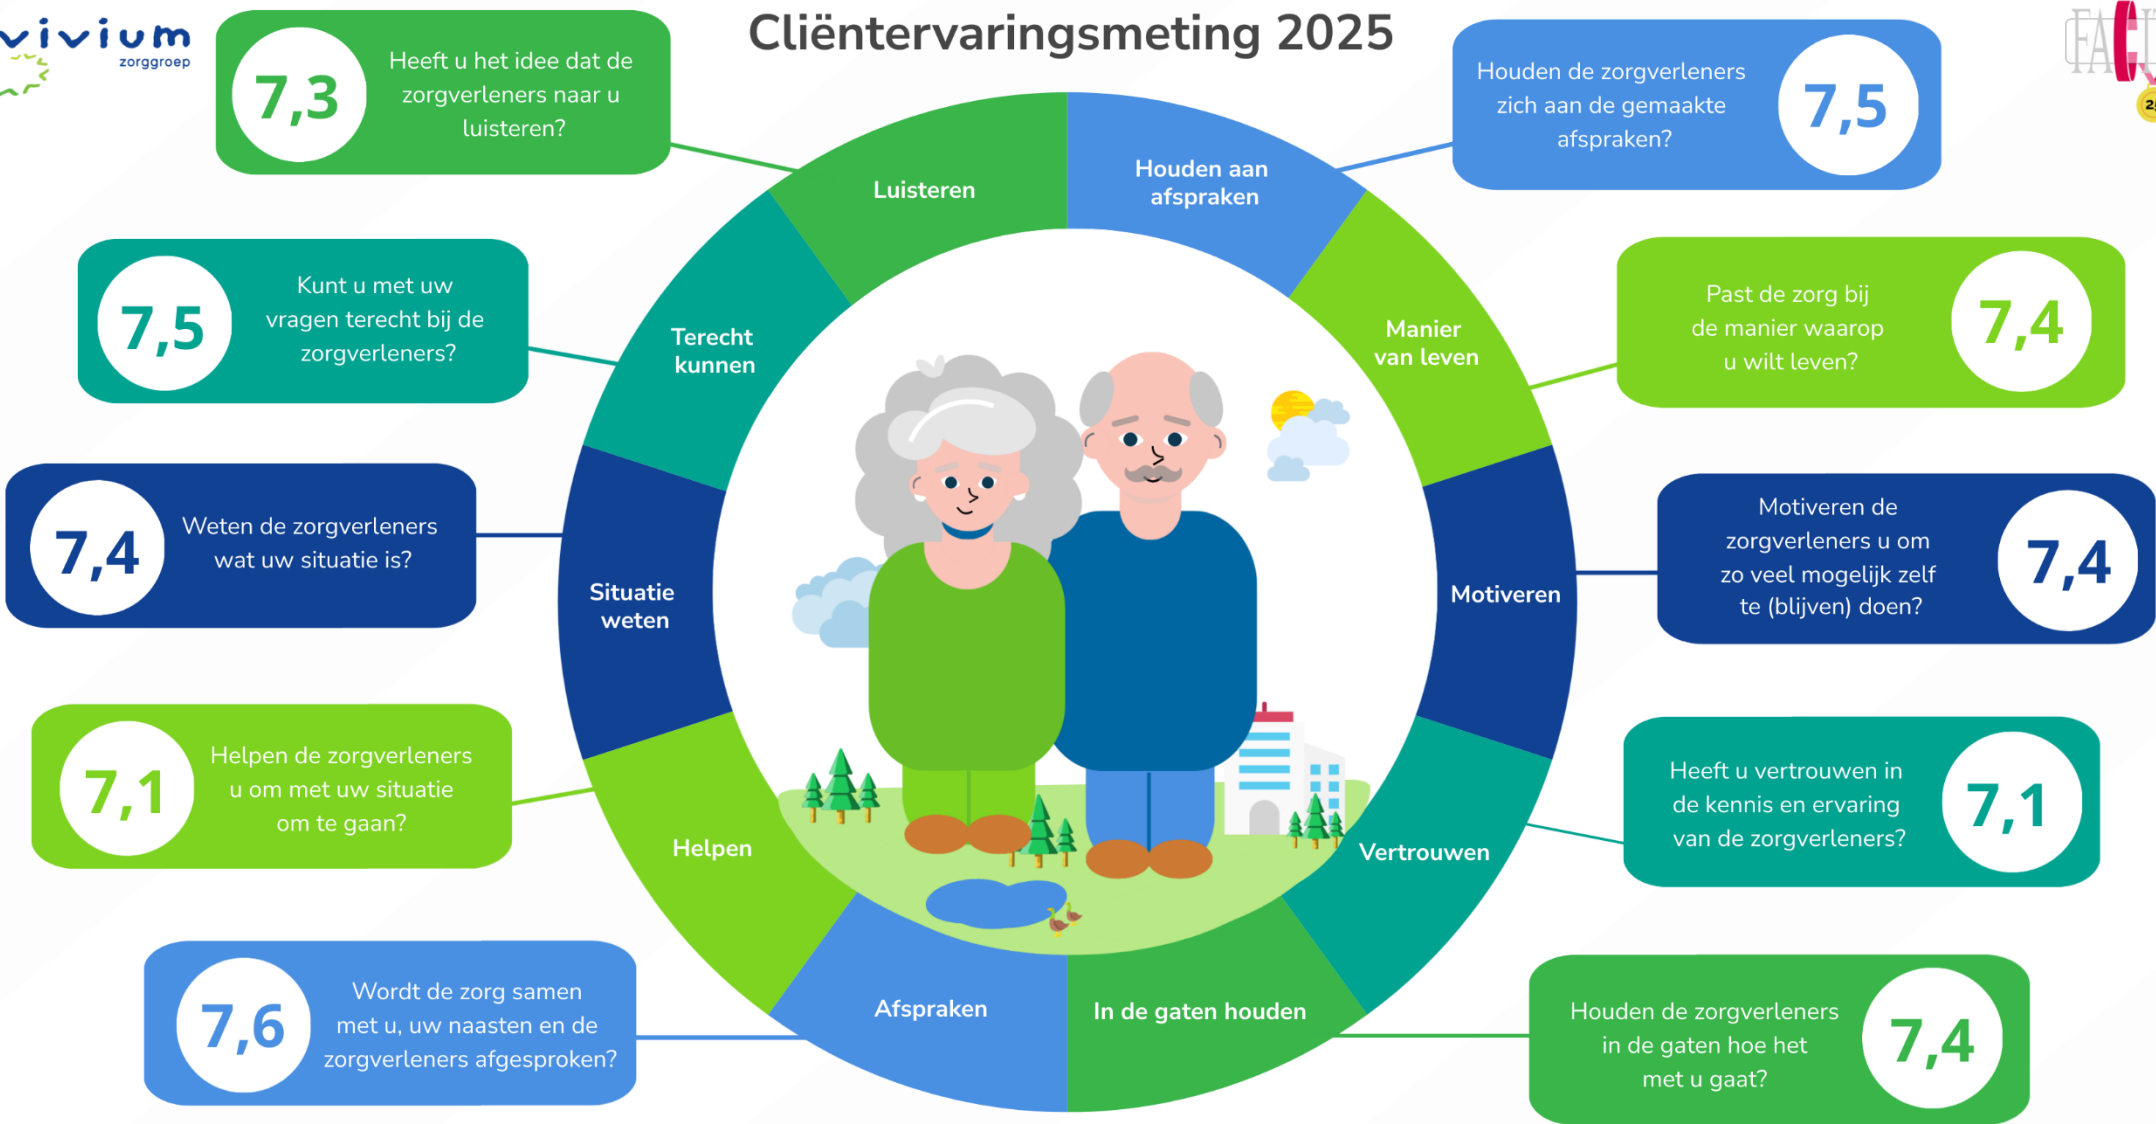 vivium
zorggroep
Cliëntervaringsmeting 2025
7,3
Heeft u het idee dat de
zorgverleners naar u
luisteren?
Houden de zorgverleners
zich aan de gemaakte
afspraken?
7,5
Luisteren
Houden aan
afspraken
7,5
Kunt u met uw
vragen terecht bij de
zorgverleners?
Terecht
kunnen
Manier
van leven
Past de zorg bij
de manier waarop
u wilt leven?
7,4
7,4
Weten de zorgverleners
wat uw situatie is?
Situatie
weten
Motiveren
Motiveren de
zorgverleners u om
zo veel mogelijk zelf
te (blijven) doen?
7,4
7,1
Helpen de zorgverleners
u om met uw situatie
om te gaan?
Helpen
Vertrouwen
Heeft u vertrouwen in
de kennis en ervaring
van de zorgverleners?
7,1
7,6
Wordt de zorg samen
met u, uw naasten en de
zorgverleners afgesproken?
Afspraken
In de gaten houden
Houden de zorgverleners
in de gaten hoe het
met u gaat?
7,4